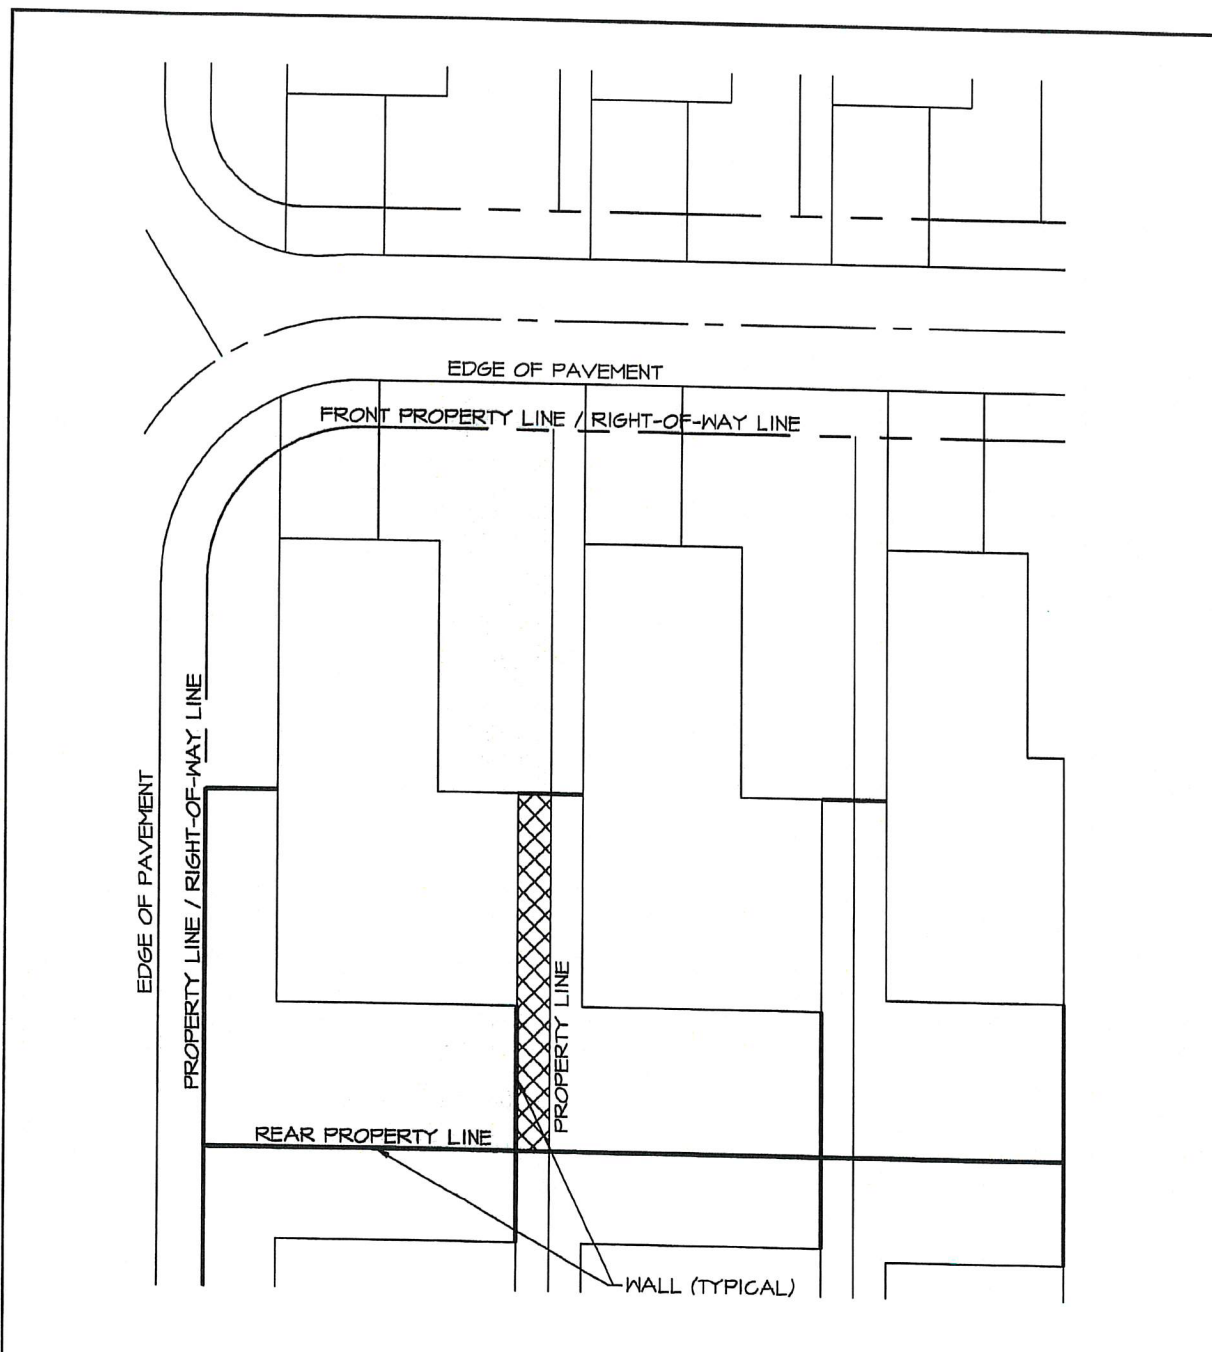 EDGE OF PAVEMENT
FRONT PROPERTY LINE / RIGHT-OF-WAY LINE
EDGE OF PAVEMENT
PROPERTY LINE / RIGHT-OF-WAY LINE
PROPERTY LINE
REAR PROPERTY LINE
WALL (TYPICAL)